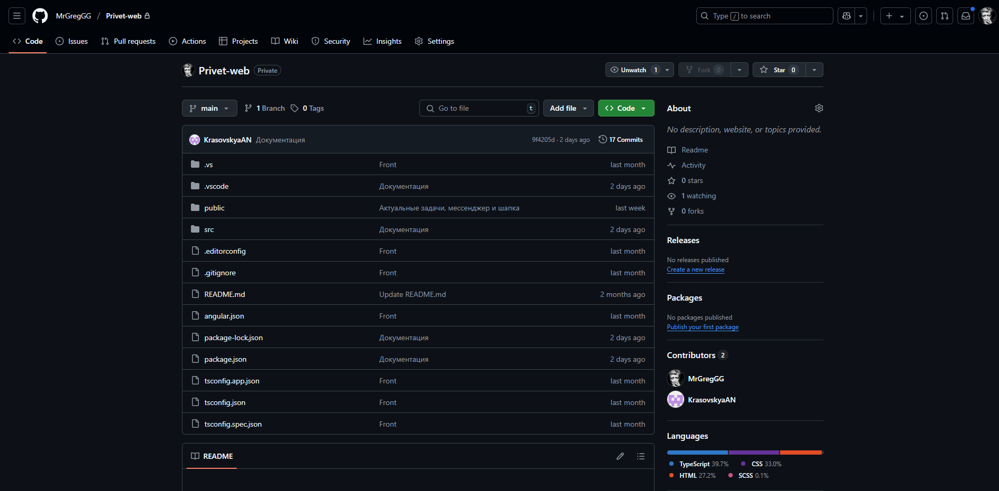 MrGregGG / Privet-web
Type / to search
Code Issues Pull requests Actions Projects Wiki Security Insights Settings
Privet-web Private
Unwatch 1 Fork 0 Star 0
main 1 Branch 0 Tags
Go to file t Add file Code
KrasovskyaAN Документация 9f4205d · 2 days ago 17 Commits
.vs Front last month
.vscode Документация 2 days ago
public Актуальные задачи, мессенджер и шапка last week
src Документация 2 days ago
.editorconfig Front last month
.gitignore Front last month
README.md Update README.md 2 months ago
angular.json Front last month
package-lock.json Документация 2 days ago
package.json Документация 2 days ago
tsconfig.app.json Front last month
tsconfig.json Front last month
tsconfig.spec.json Front last month
README
About
No description, website, or topics provided.
Readme
Activity
0 stars
1 watching
0 forks
Releases
No releases published
Create a new release
Packages
No packages published
Publish your first package
Contributors 2
MrGregGG
KrasovskyaAN
Languages
TypeScript 39.7% CSS 33.0%
HTML 27.2% SCSS 0.1%